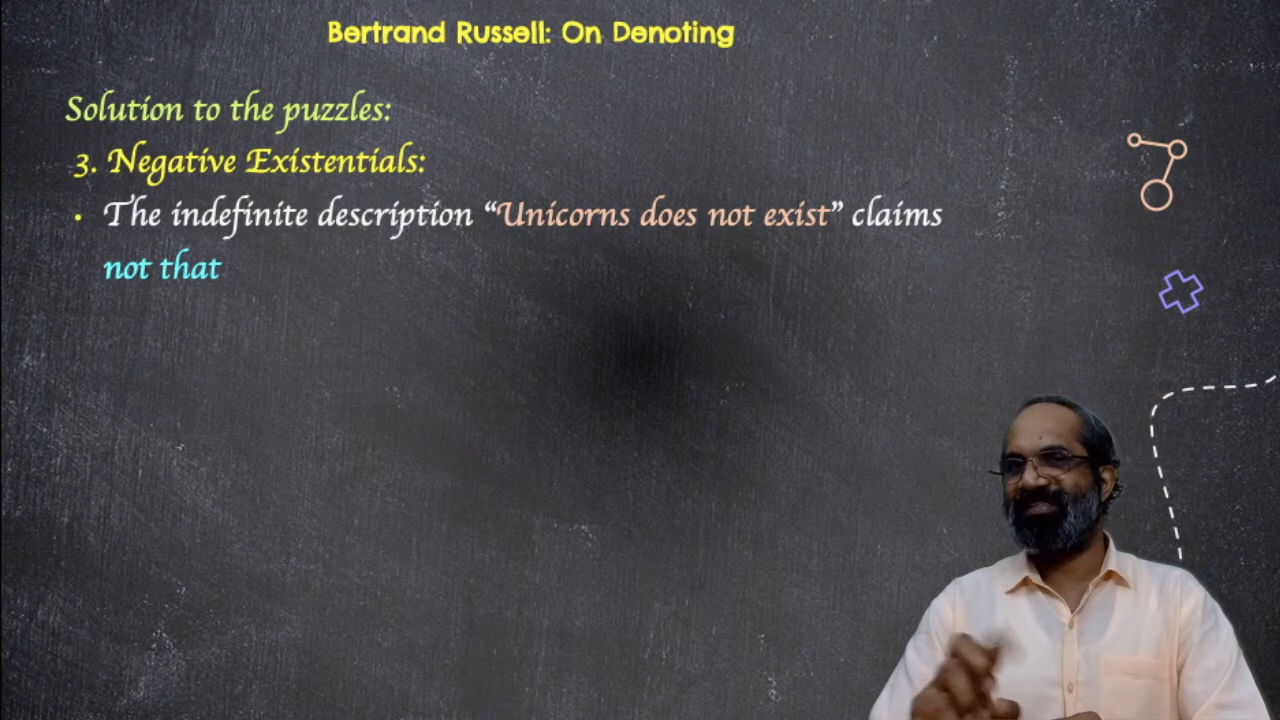 Bertrand Russell: On Denoting
Solution to the puzzles:
3. Negative Existentials:
• The indefinite description “Unicorns does not exist” claims
not that